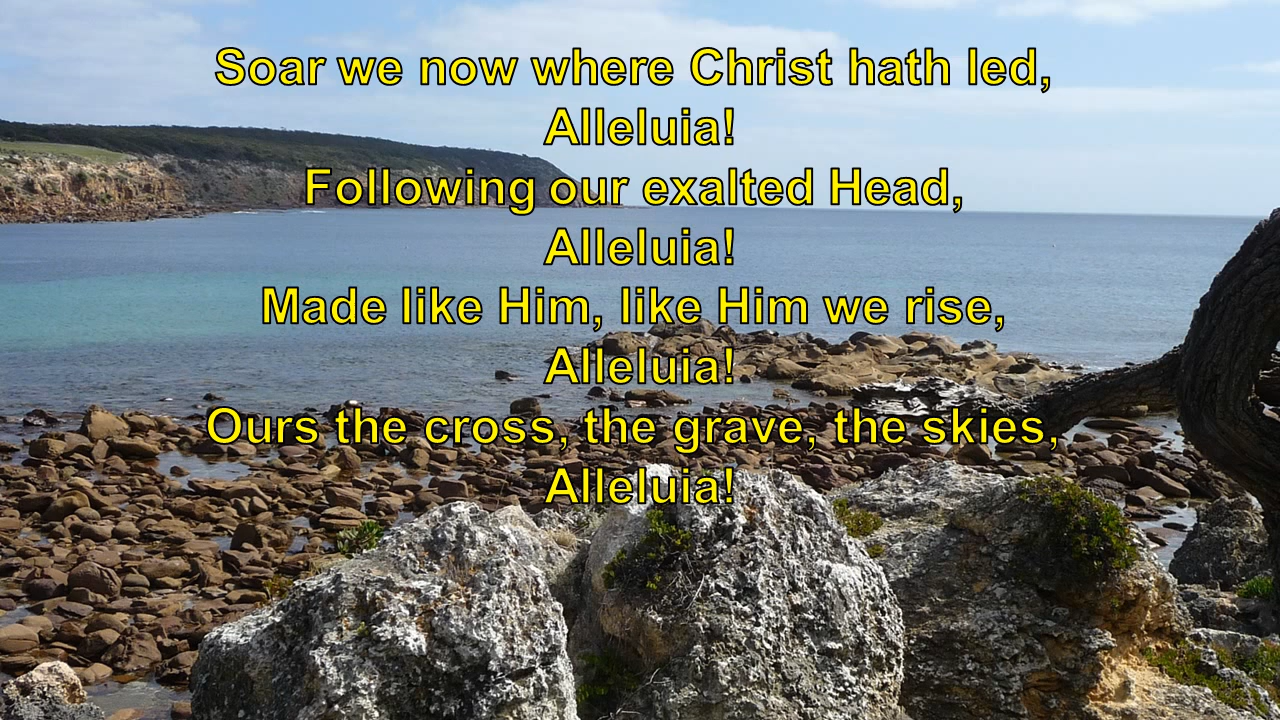 Soar we now where Christ hath led,
Alleluia!
Following our exalted Head,
Alleluia!
Made like Him, like Him we rise,
Alleluia!
Ours the cross, the grave, the skies,
Alleluia!